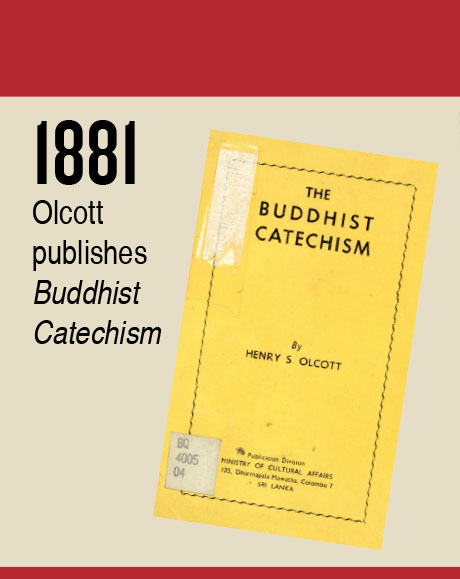 1881
Olcott
publishes
Buddhist
Catechism
THE
BUDDHIST
CATECHISM
By
HENRY S. OLCOTT
BQ
4005
04
Publication Division
MINISTRY OF CULTURAL AFFAIRS
135, Dharmapala Mawatha, Colombo 7
SRI LANKA